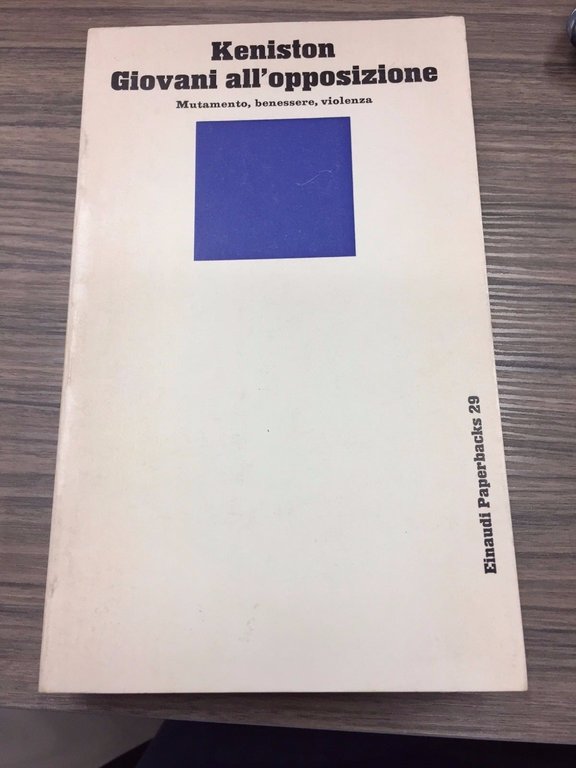 Keniston
Giovani all'opposizione
Mutamento, benessere, violenza
Einaudi Paperbacks 29